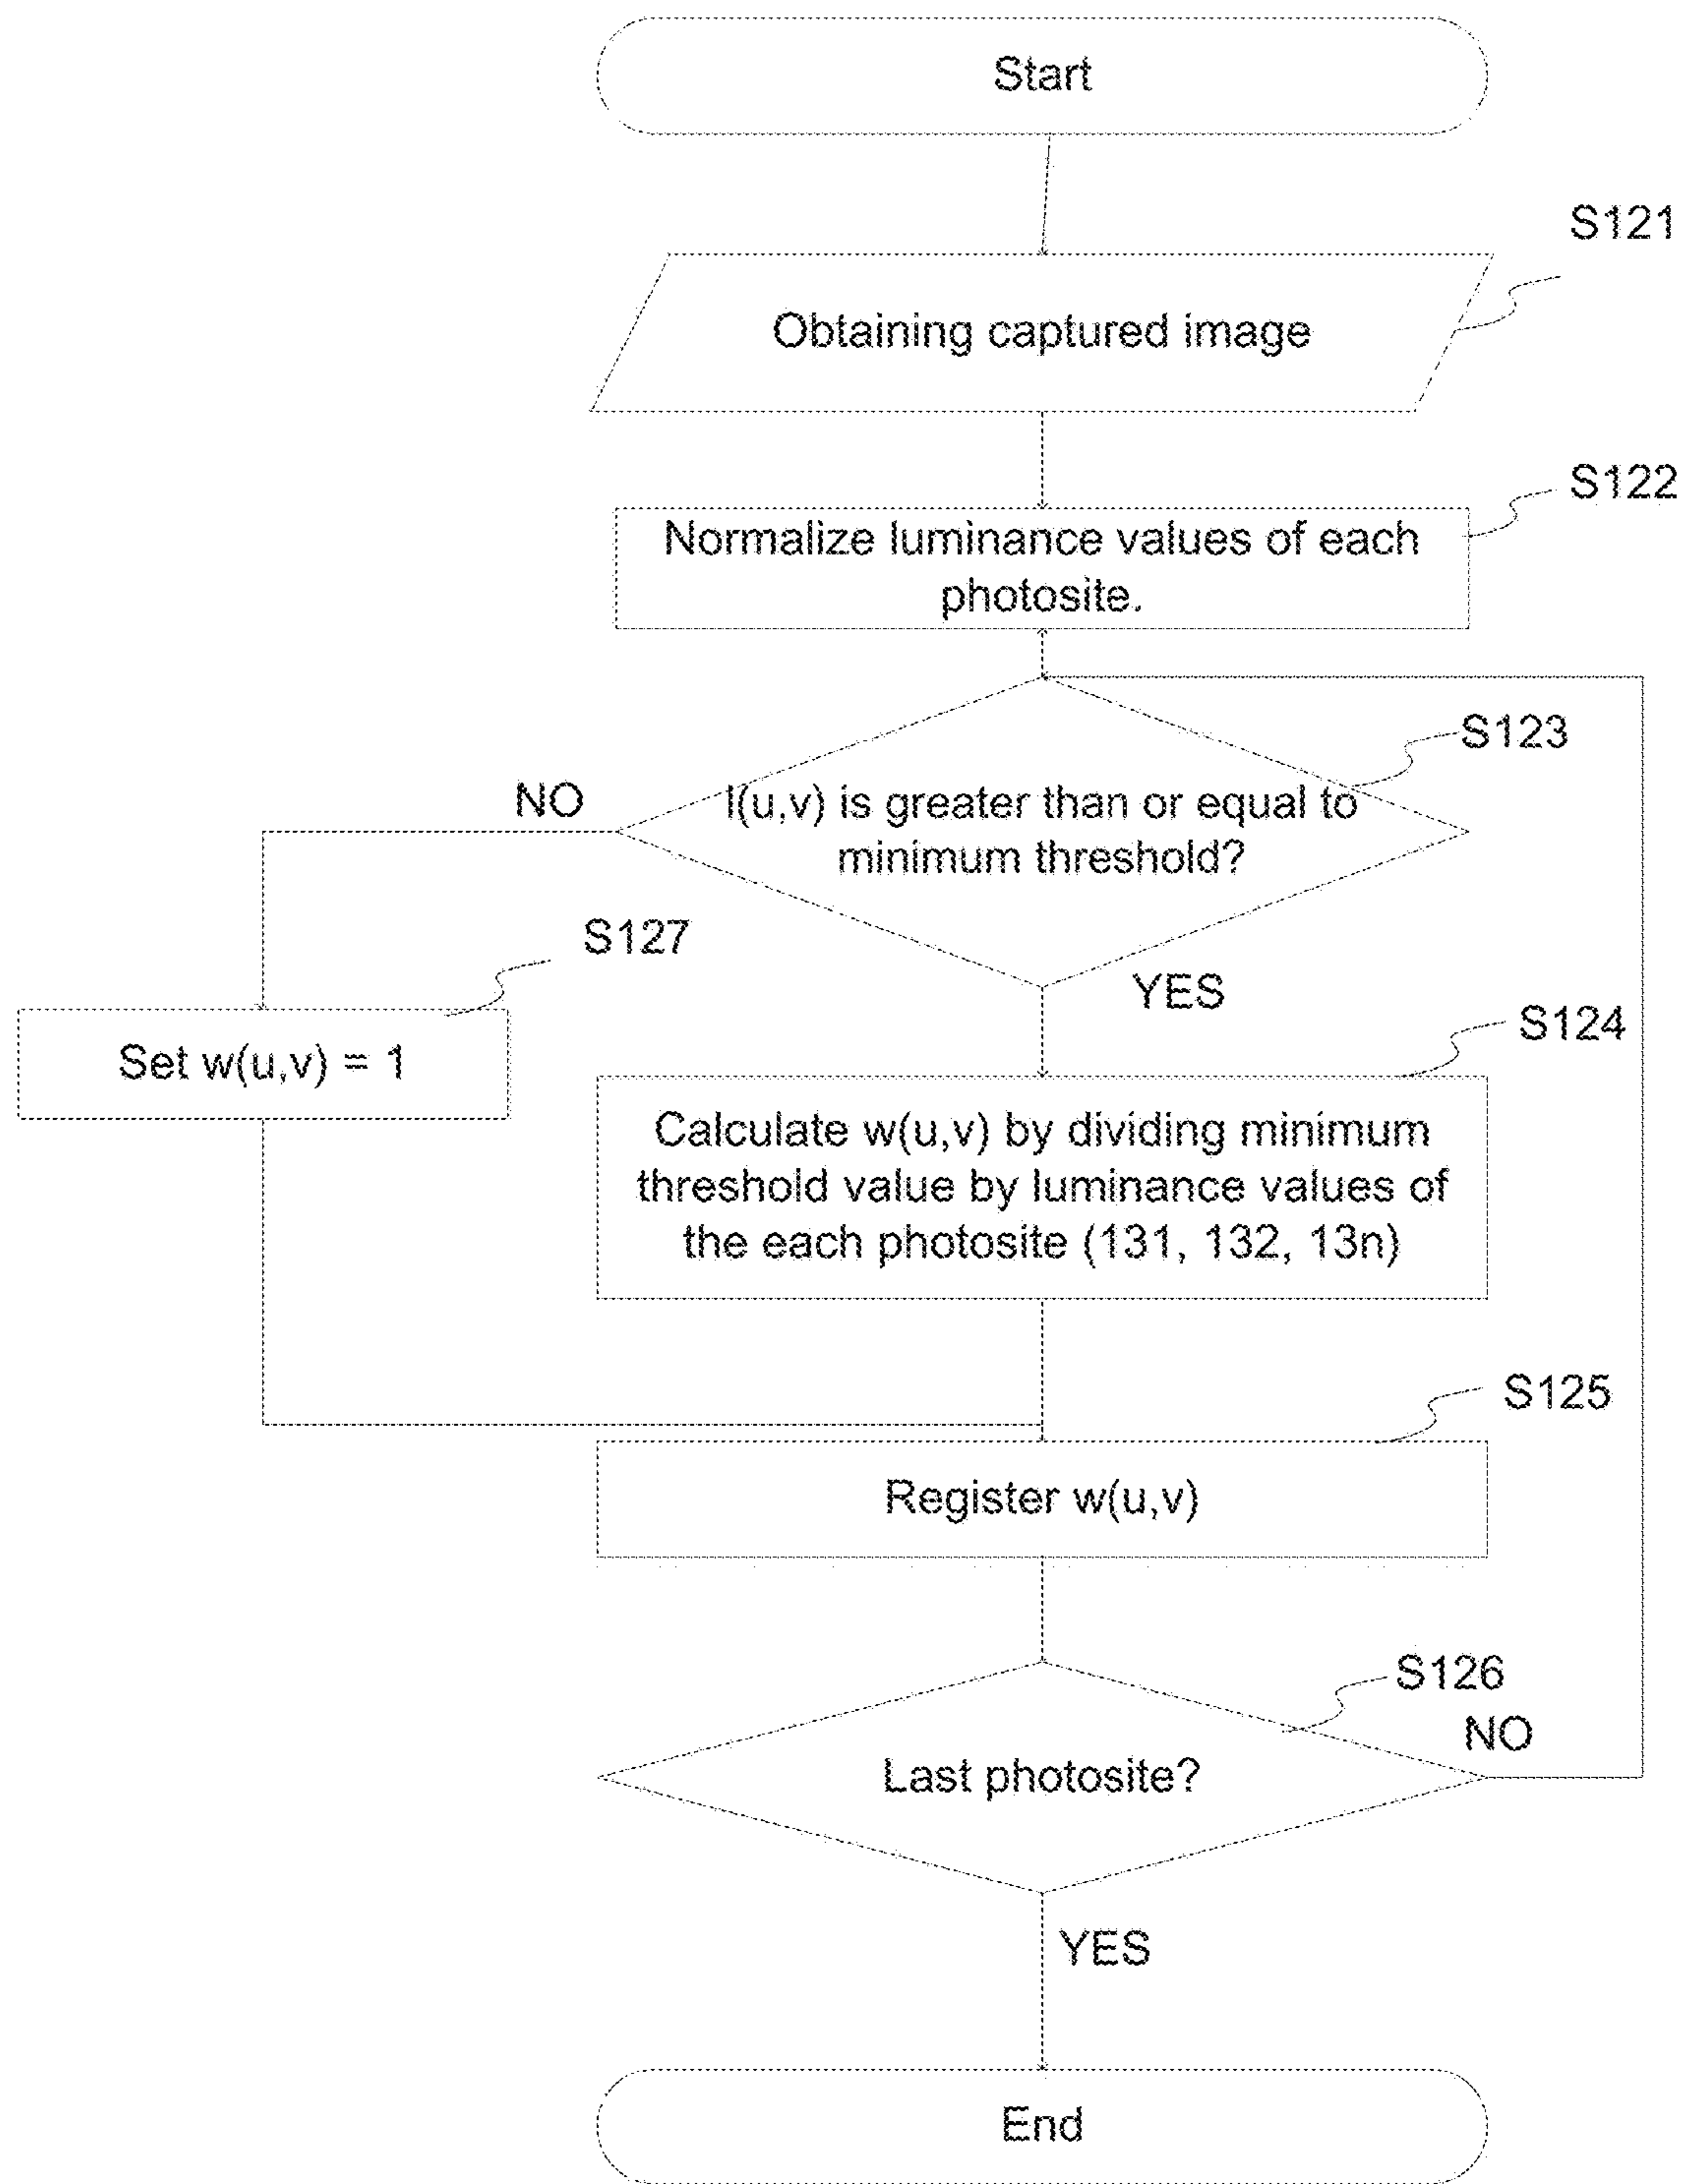 Start
S121
Obtaining captured image
S122
Normalize luminance values of each
photosite.
S123
NO
I(u,v) is greater than or equal to
minimum threshold?
S127
YES
S124
Set w(u,v) = 1
Calculate w(u,v) by dividing minimum
threshold value by luminance values of
the each photosite (131, 132, 13n)
S125
Register w(u,v)
S126
NO
Last photosite?
YES
End